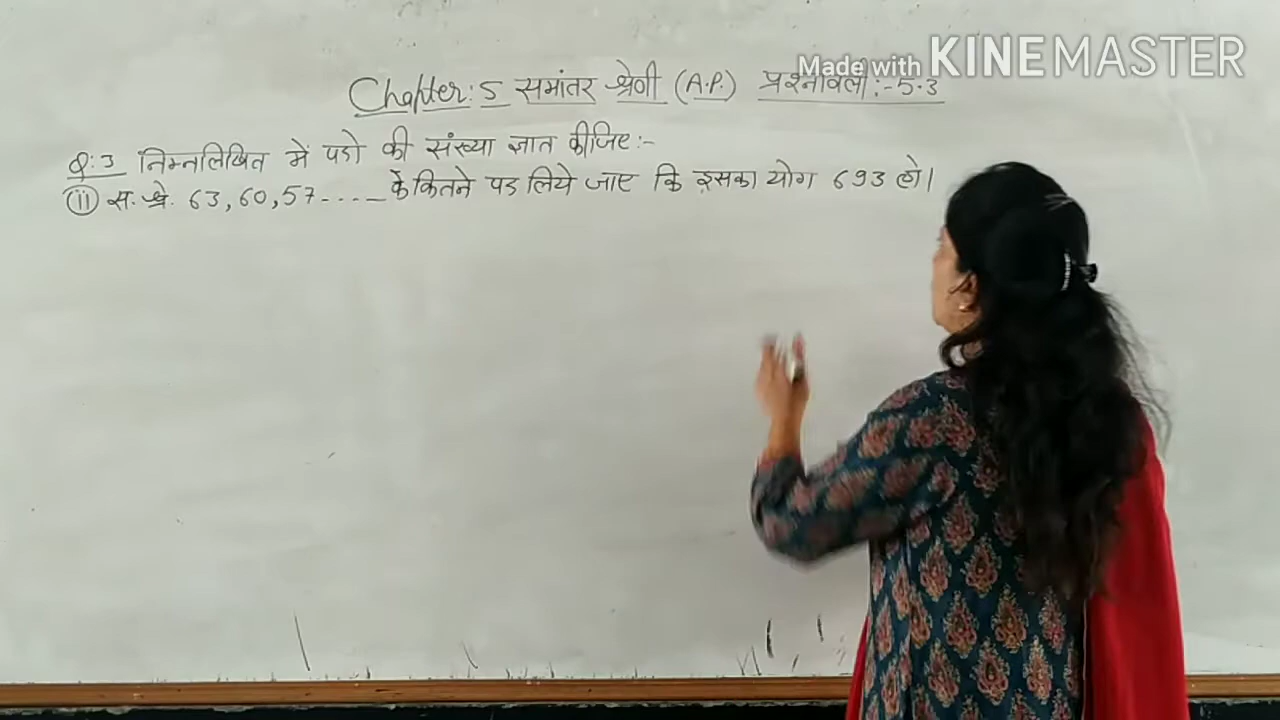 Made with KINEMASTER
Chapter: 5 समांतर श्रेणी (A.P.) प्रश्नावली:-5.3
Q:3 निम्नलिखित में पदो की संख्या ज्ञात कीजिए:-
(ii) स. श्रे. 63, 60, 57 ..... के कितने पद लिये जाए कि इसका योग 693 हो।